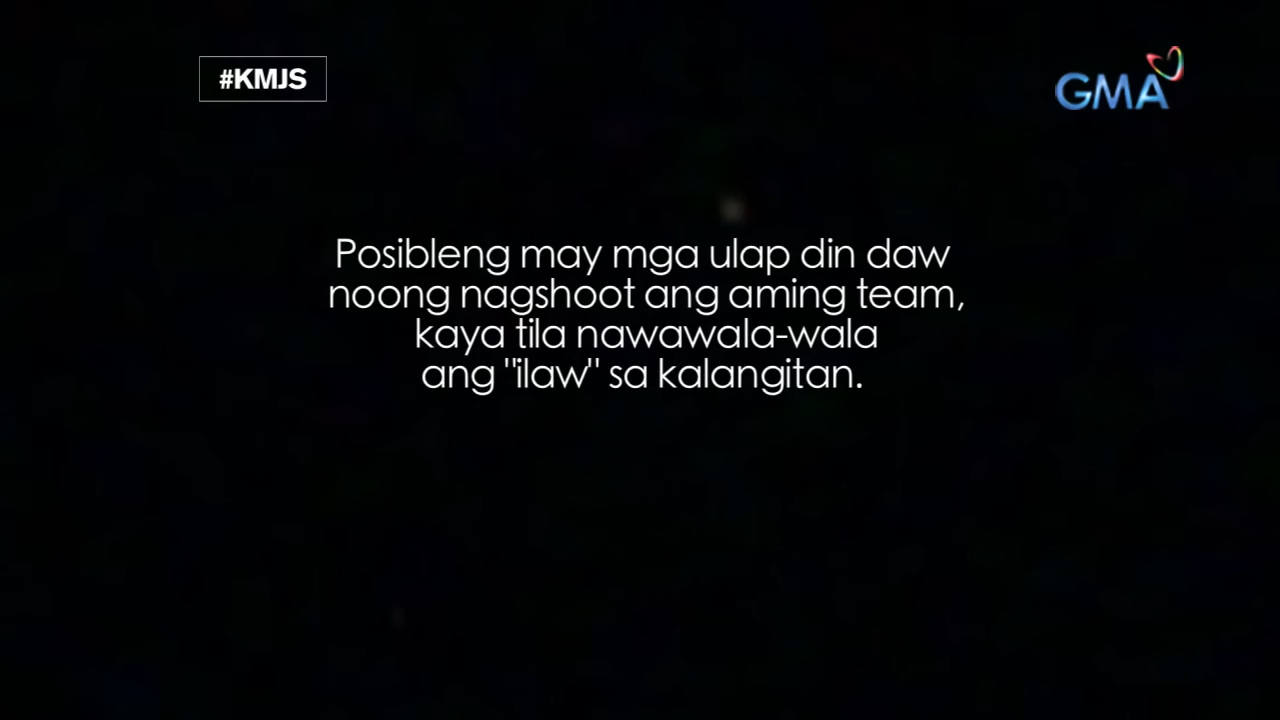 #KMJS
GMA
Posibleng may mga ulap din daw
noong nagshoot ang aming team,
kaya tila nawawala-wala
ang "ilaw" sa kalangitan.